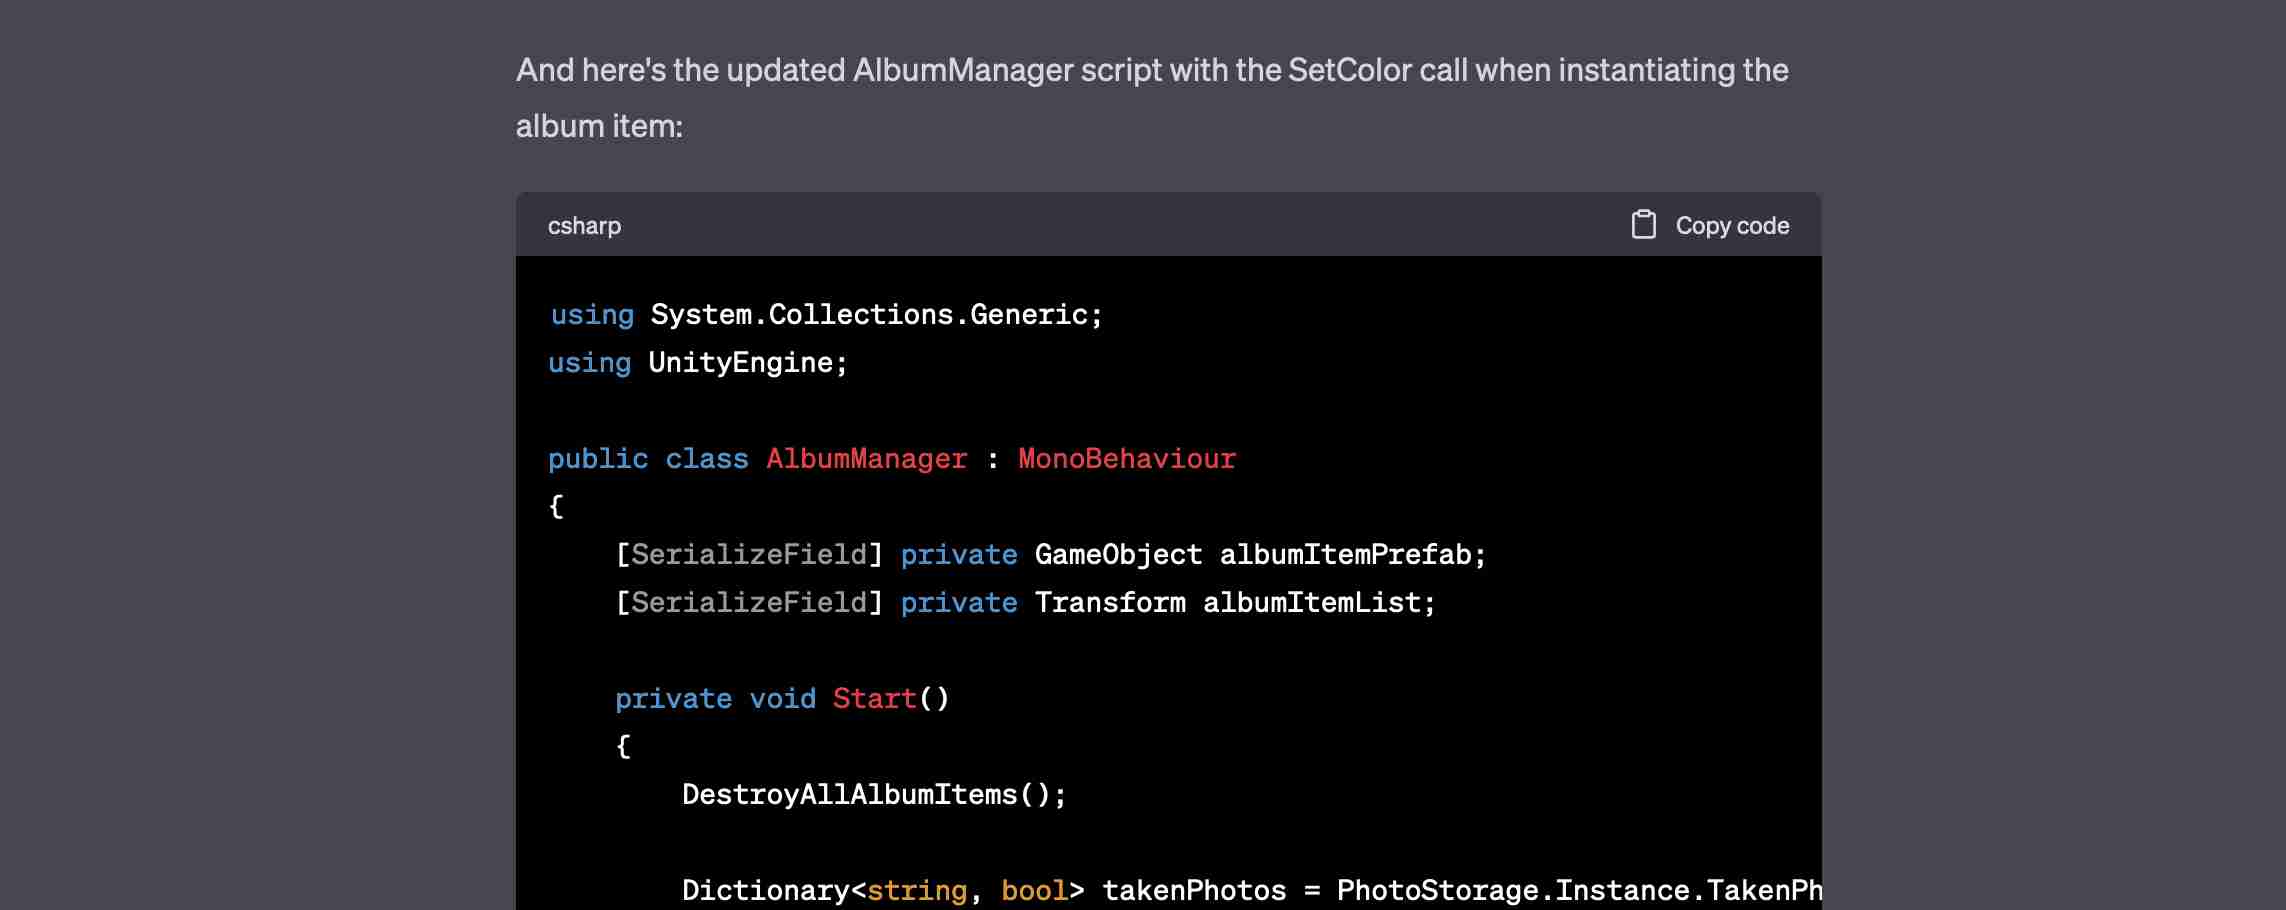 And here's the updated AlbumManager script with the SetColor call when instantiating the
album item:
csharp
Copy code
using System.Collections.Generic;
using UnityEngine;
public class AlbumManager : MonoBehaviour
{
[SerializeField] private GameObject albumItemPrefab;
[SerializeField] private Transform albumItemList;
private void Start()
{
DestroyAllAlbumItems();
Dictionary<string, bool> takenPhotos = PhotoStorage.Instance.TakenPh